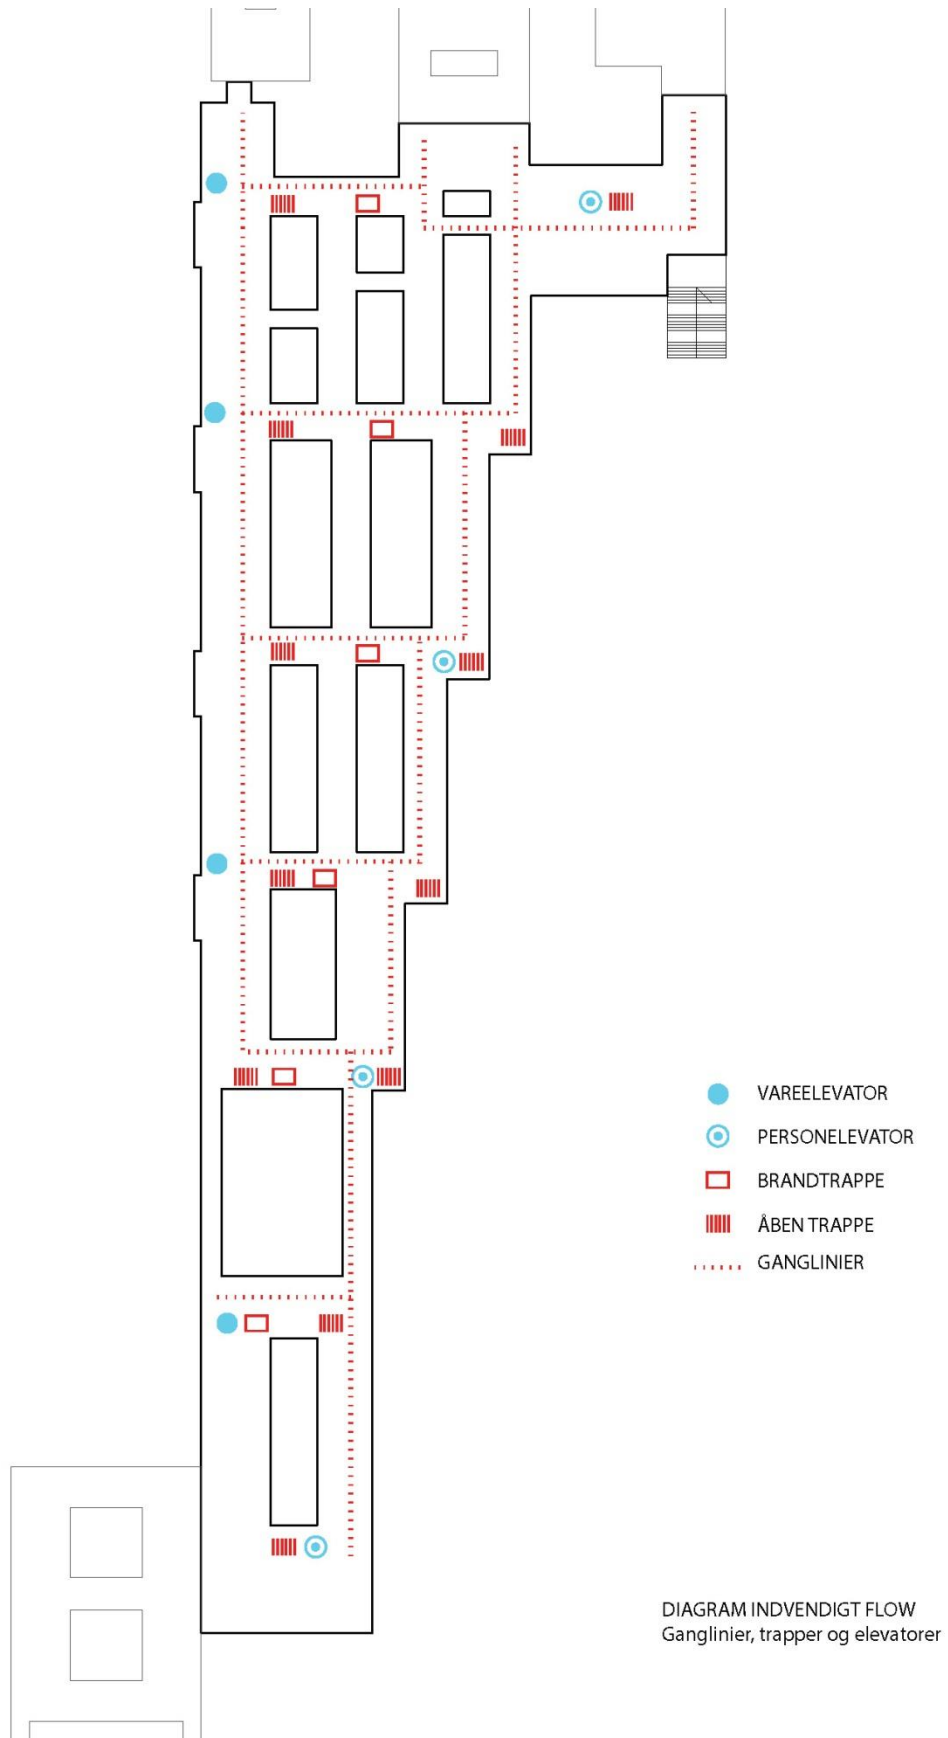 VAREELEVATOR
PERSONELEVATOR
BRANDTRAPPE
ÅBEN TRAPPE
GANGLINIER
DIAGRAM INDVENDIGT FLOW
Ganglinier, trapper og elevatorer